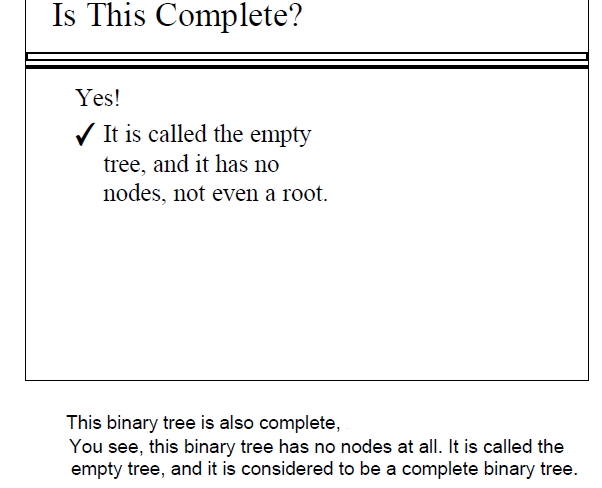 Is This Complete?
Yes!
✓ It is called the empty
tree, and it has no
nodes, not even a root.
This binary tree is also complete,
You see, this binary tree has no nodes at all. It is called the
empty tree, and it is considered to be a complete binary tree.